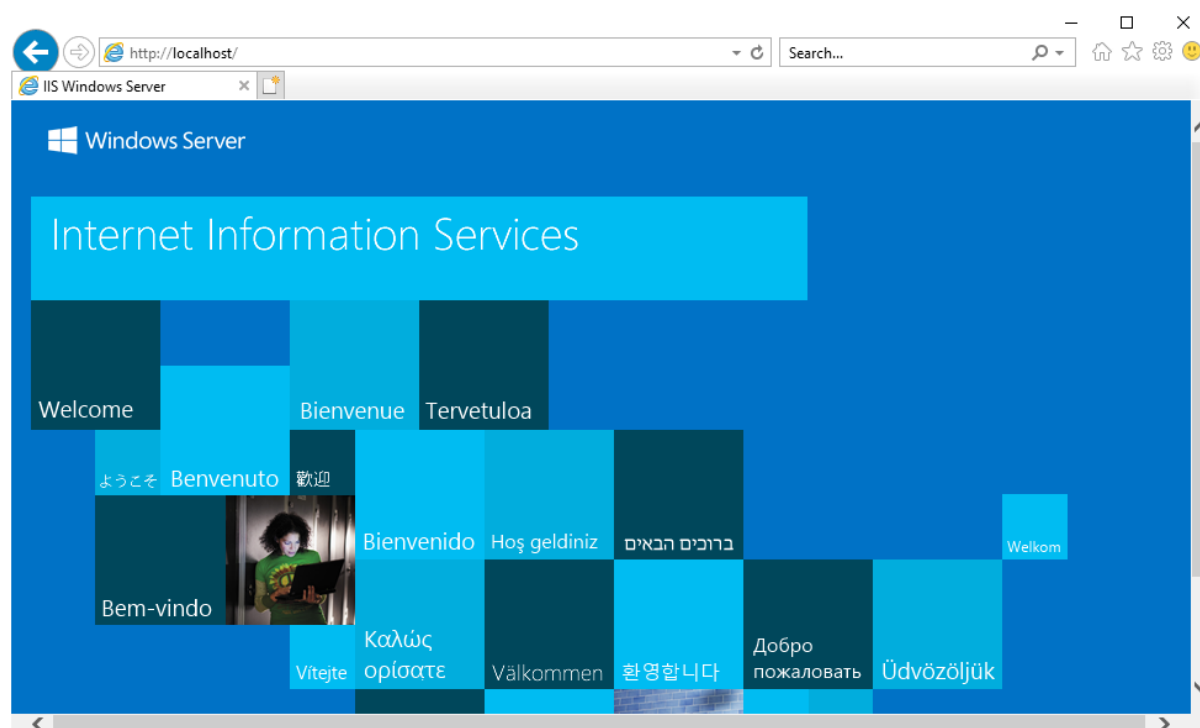 http://localhost/
Search...
IIS Windows Server
Windows Server
Internet Information Services
Welcome
Bienvenue
Tervetuloa
ようこそ
Benvenuto
歡迎
Bienvenido
Hoş geldiniz
ברוכים הבאים
Welkom
Bem-vindo
Vítejte
Καλώς
ορίσατε
Välkommen
환영합니다
Добро
пожаловать
Üdvözöljük